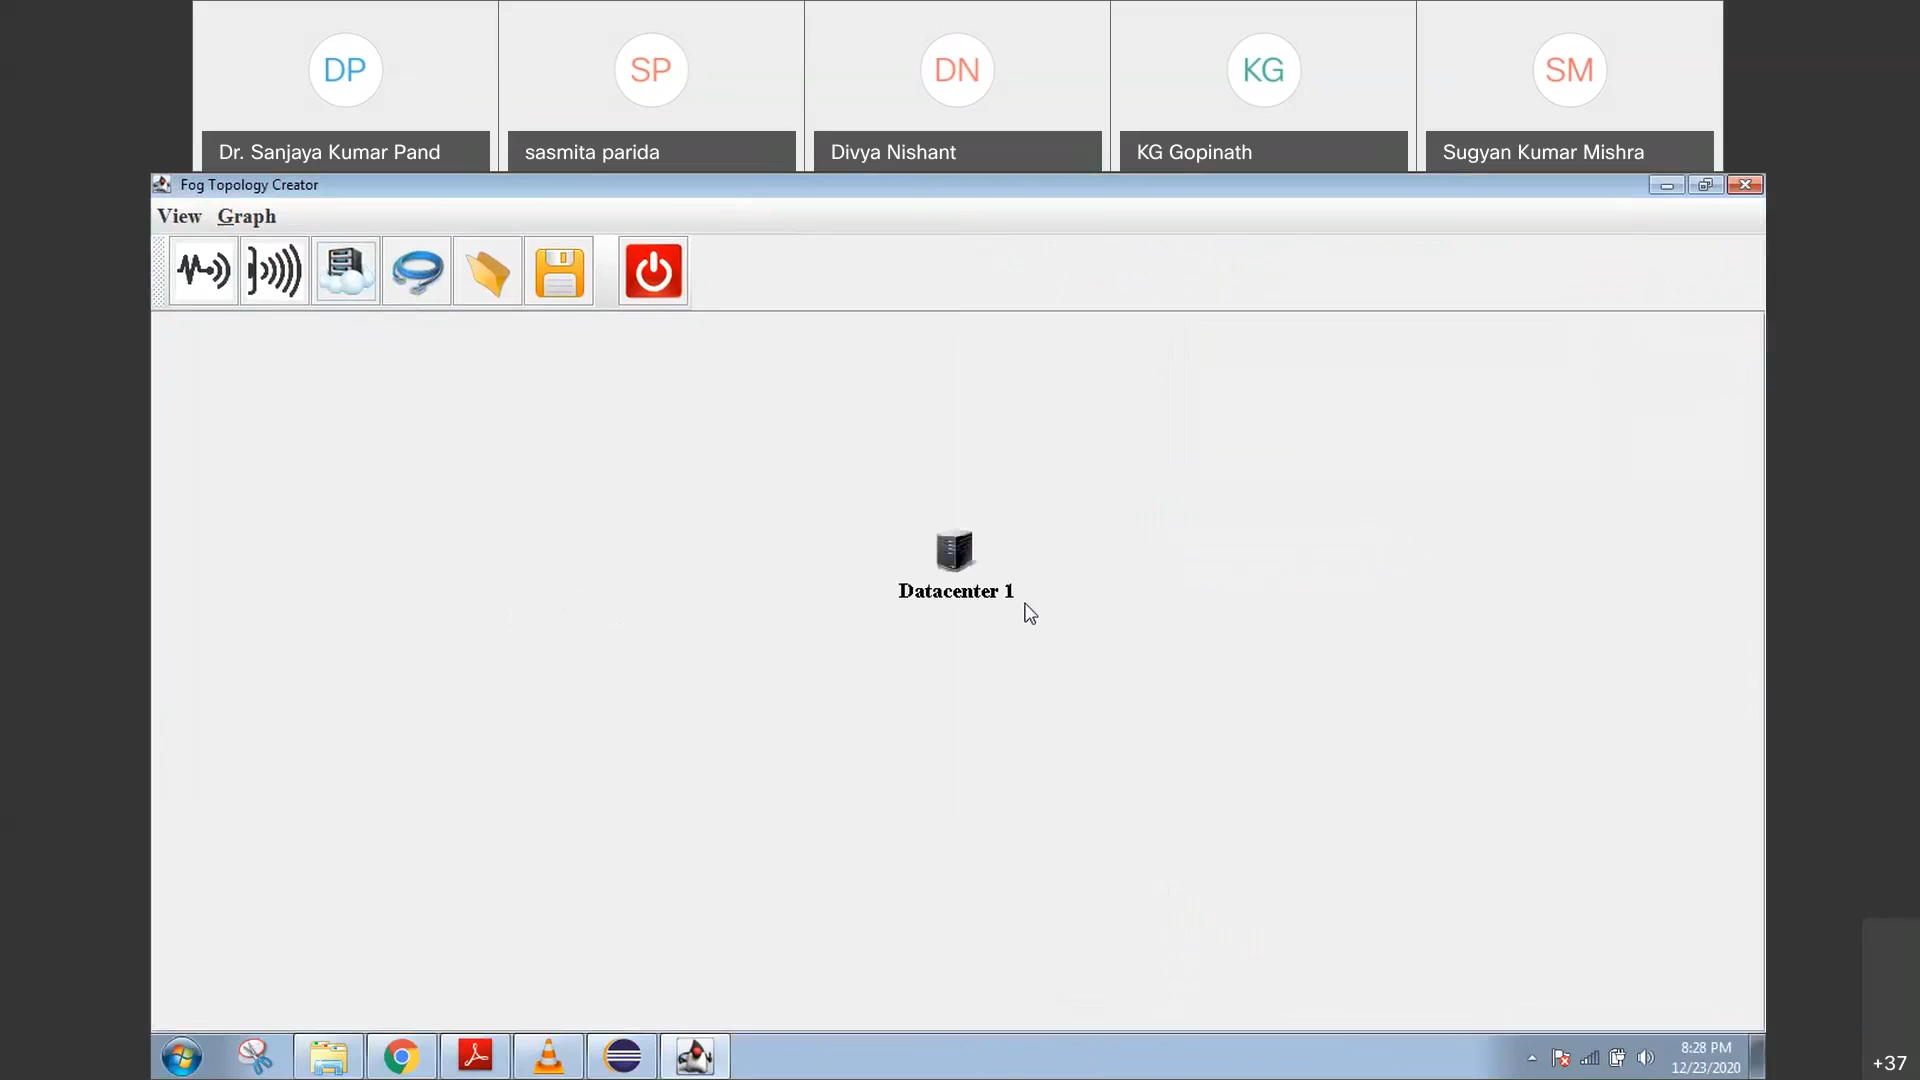 DP
SP
DN
KG
SM
Dr. Sanjaya Kumar Pand
sasmita parida
Divya Nishant
KG Gopinath
Sugyan Kumar Mishra
Fog Topology Creator
View Graph
Datacenter 1
8:28 PM
12/23/2020
+37